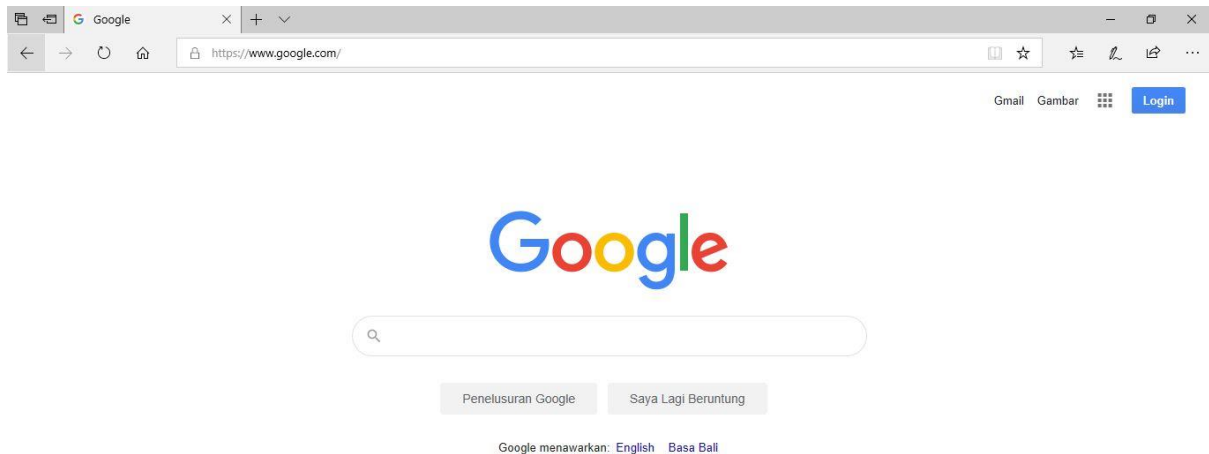 Google
https://www.google.com/
Gmail Gambar Login
Google
Penelusuran Google Saya Lagi Beruntung
Google menawarkan: English Basa Bali